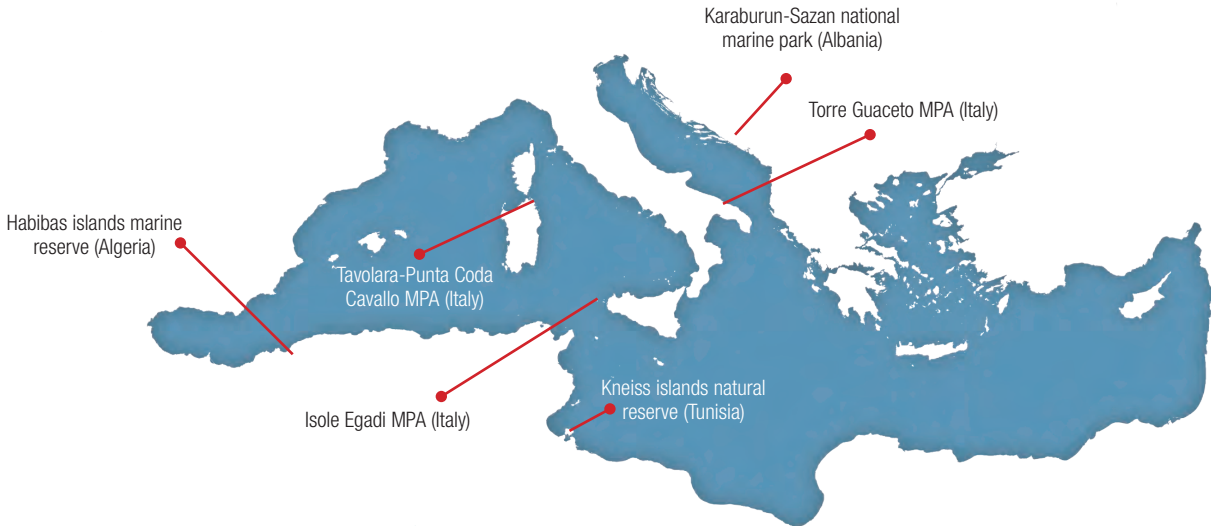 Karaburun-Sazan national
marine park (Albania)
Torre Guaceto MPA (Italy)
Habibas islands marine
reserve (Algeria)
Tavolara-Punta Coda
Cavallo MPA (Italy)
Kneiss islands natural
reserve (Tunisia)
Isole Egadi MPA (Italy)